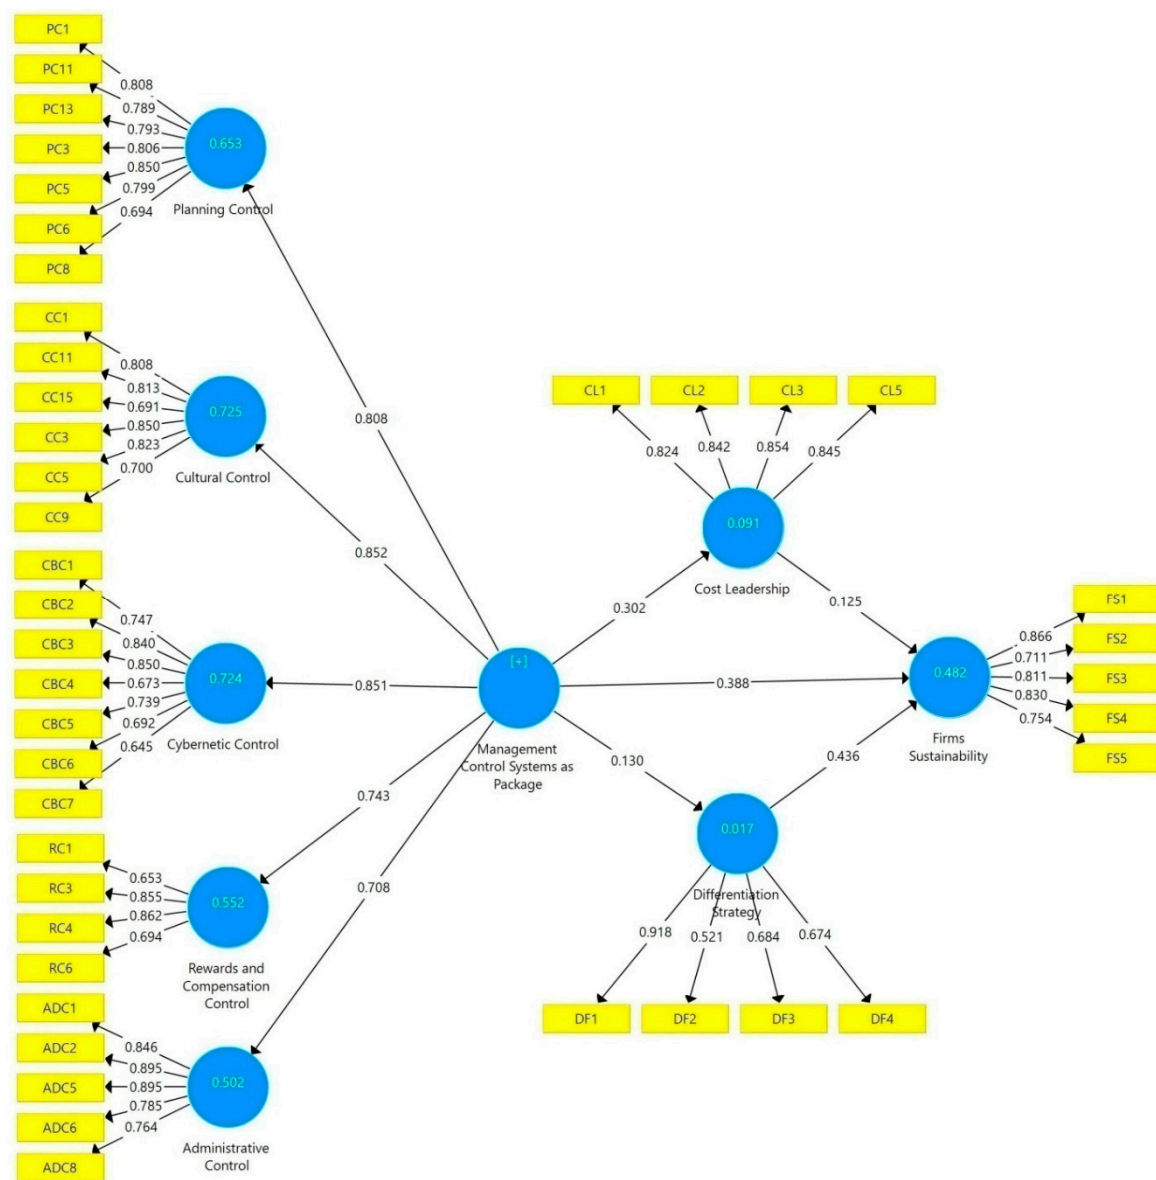 PC1
PC11
PC13
PC3
PC5
PC6
PC8
0.808
0.789
0.793
0.806
0.850
0.799
0.694
0.653
Planning Control
CC1
CC11
CC15
CC3
CC5
CC9
0.808
0.813
0.691
0.850
0.823
0.700
0.725
Cultural Control
CBC1
CBC2
CBC3
CBC4
CBC5
CBC6
CBC7
0.747
0.840
0.850
0.673
0.739
0.692
0.645
0.724
Cybernetic Control
RC1
RC3
RC4
RC6
0.653
0.855
0.862
0.694
0.552
Rewards and
Compensation
Control
ADC1
ADC2
ADC5
ADC6
ADC8
0.846
0.895
0.895
0.785
0.764
0.502
Administrative
Control
0.808
0.852
0.851
0.743
0.708
[+]
Management
Control Systems as
Package
0.302
0.388
0.130
CL1
CL2
CL3
CL5
0.824
0.842
0.854
0.845
0.091
Cost Leadership
0.125
0.436
0.017
Differentiation
Strategy
0.918
0.521
0.684
0.674
DF1
DF2
DF3
DF4
0.482
Firms
Sustainability
0.866
0.711
0.811
0.830
0.754
FS1
FS2
FS3
FS4
FS5